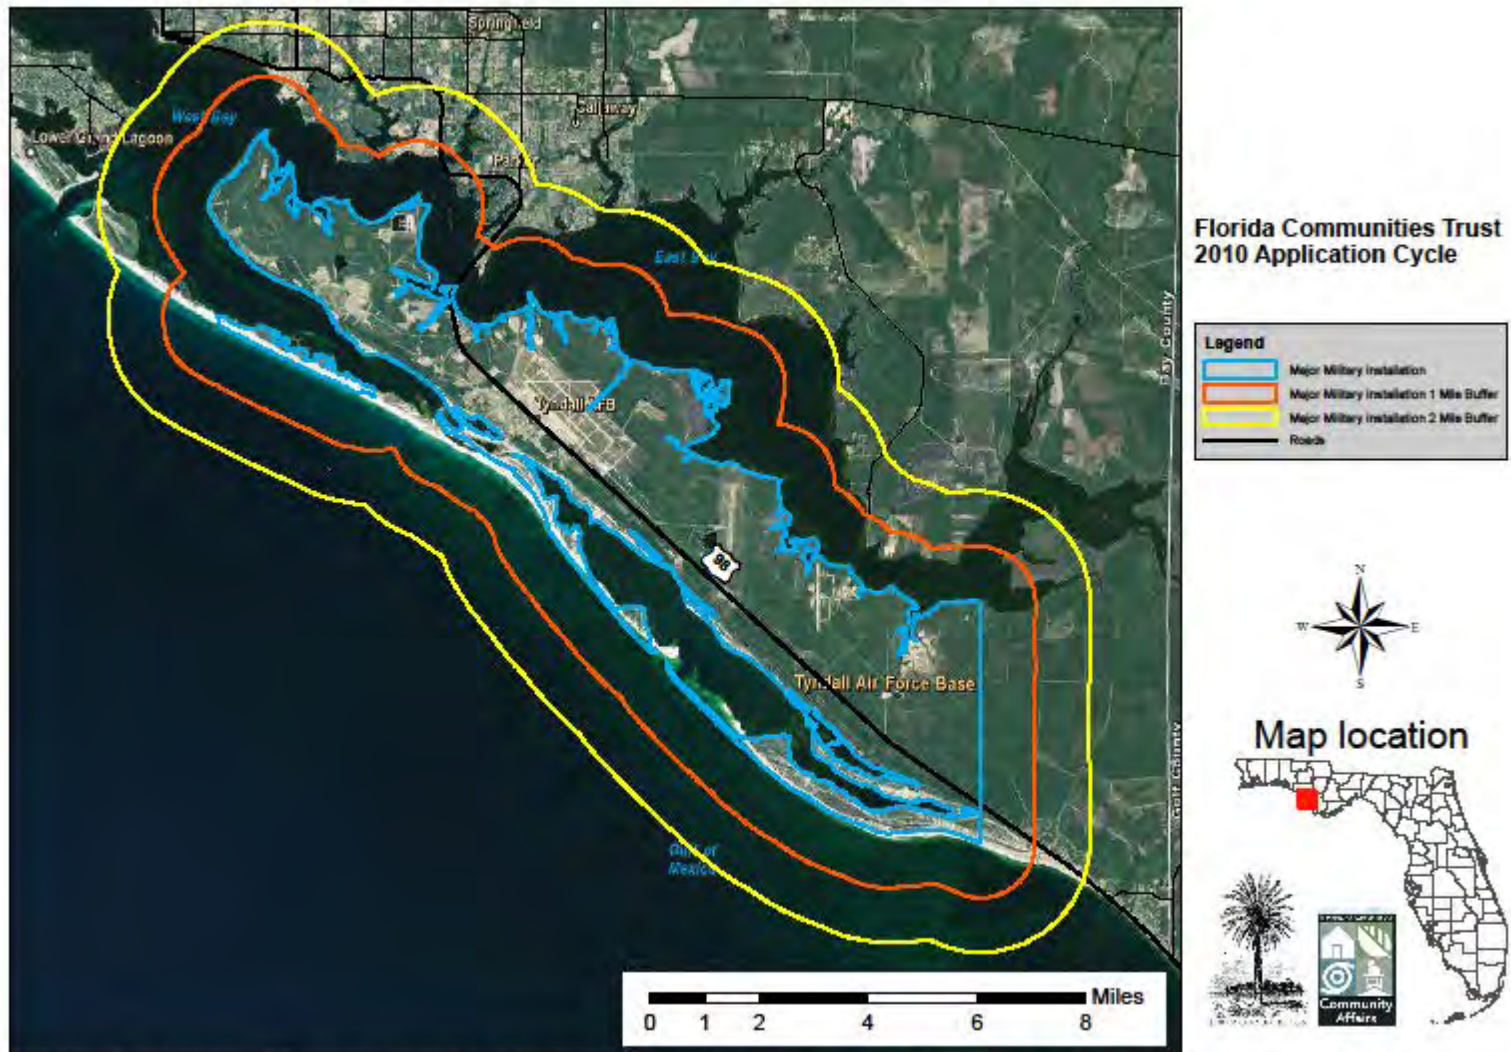 Springfield
Callaway
West Bay
Lower Grand Lagoon
Parker
East Bay
Bay County
Tyndall AFB
98
Tyndall Air Force Base
Gulf County
Gulf of
Mexico
Miles
0 1 2 4 6 8
Florida Communities Trust
2010 Application Cycle
Legend
Major Military Installation
Major Military Installation 1 Mile Buffer
Major Military Installation 2 Mile Buffer
Roads
N
W E
S
Map location
Community
Affairs